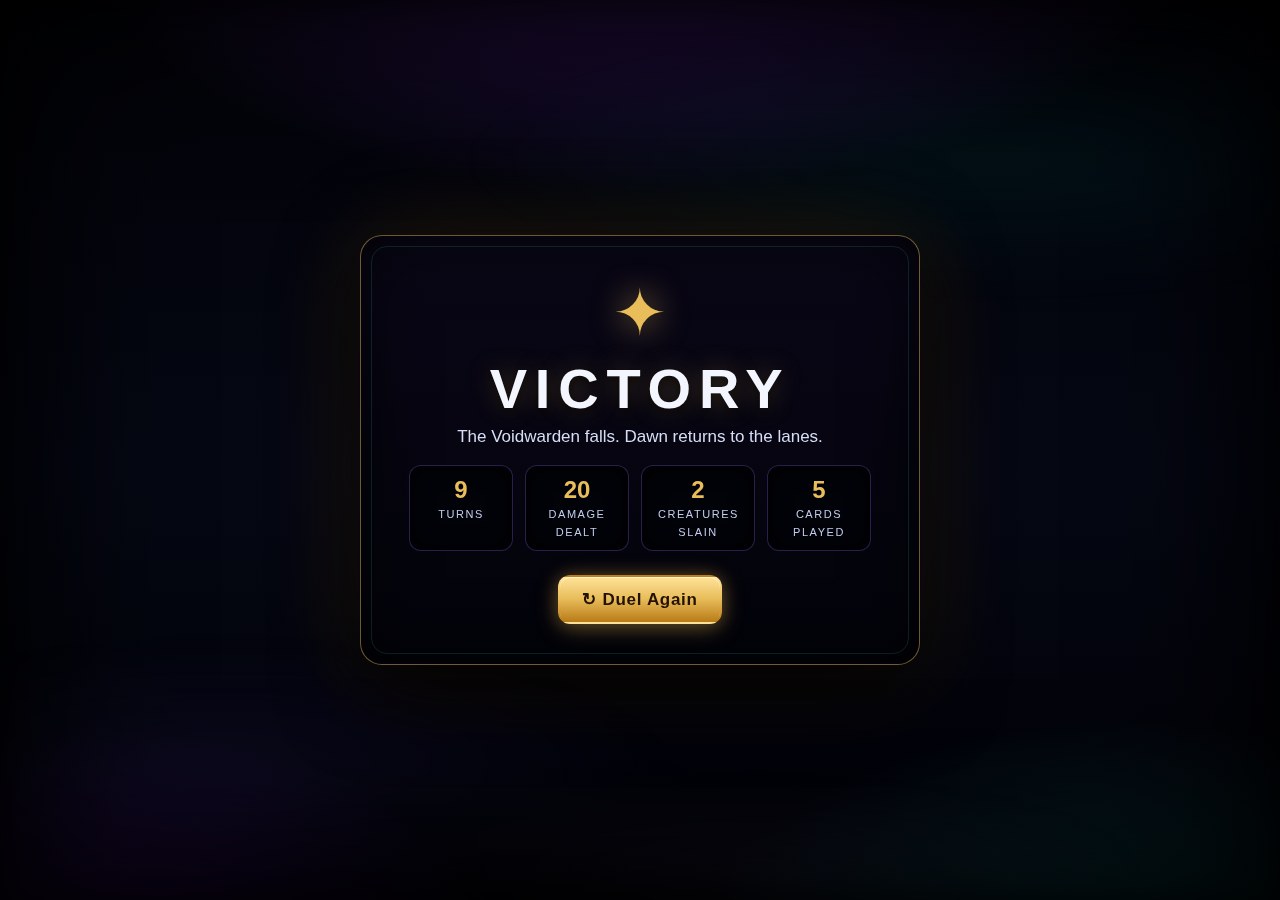 VICTORY
The Voidwarden falls. Dawn returns to the lanes.
9
TURNS
20
DAMAGE
DEALT
2
CREATURES
SLAIN
5
CARDS
PLAYED
↻ Duel Again